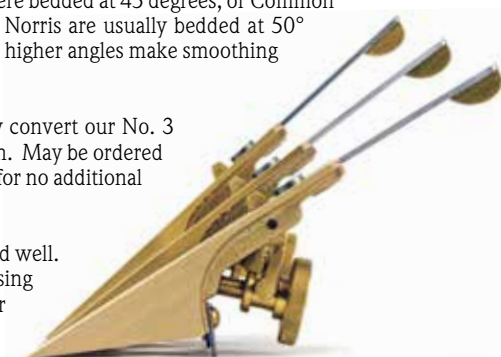 ere bedded at 45 degrees, or Common
Norris are usually bedded at 50°
higher angles make smoothing
convert our No. 3
May be ordered
for no additional
d well.
sing